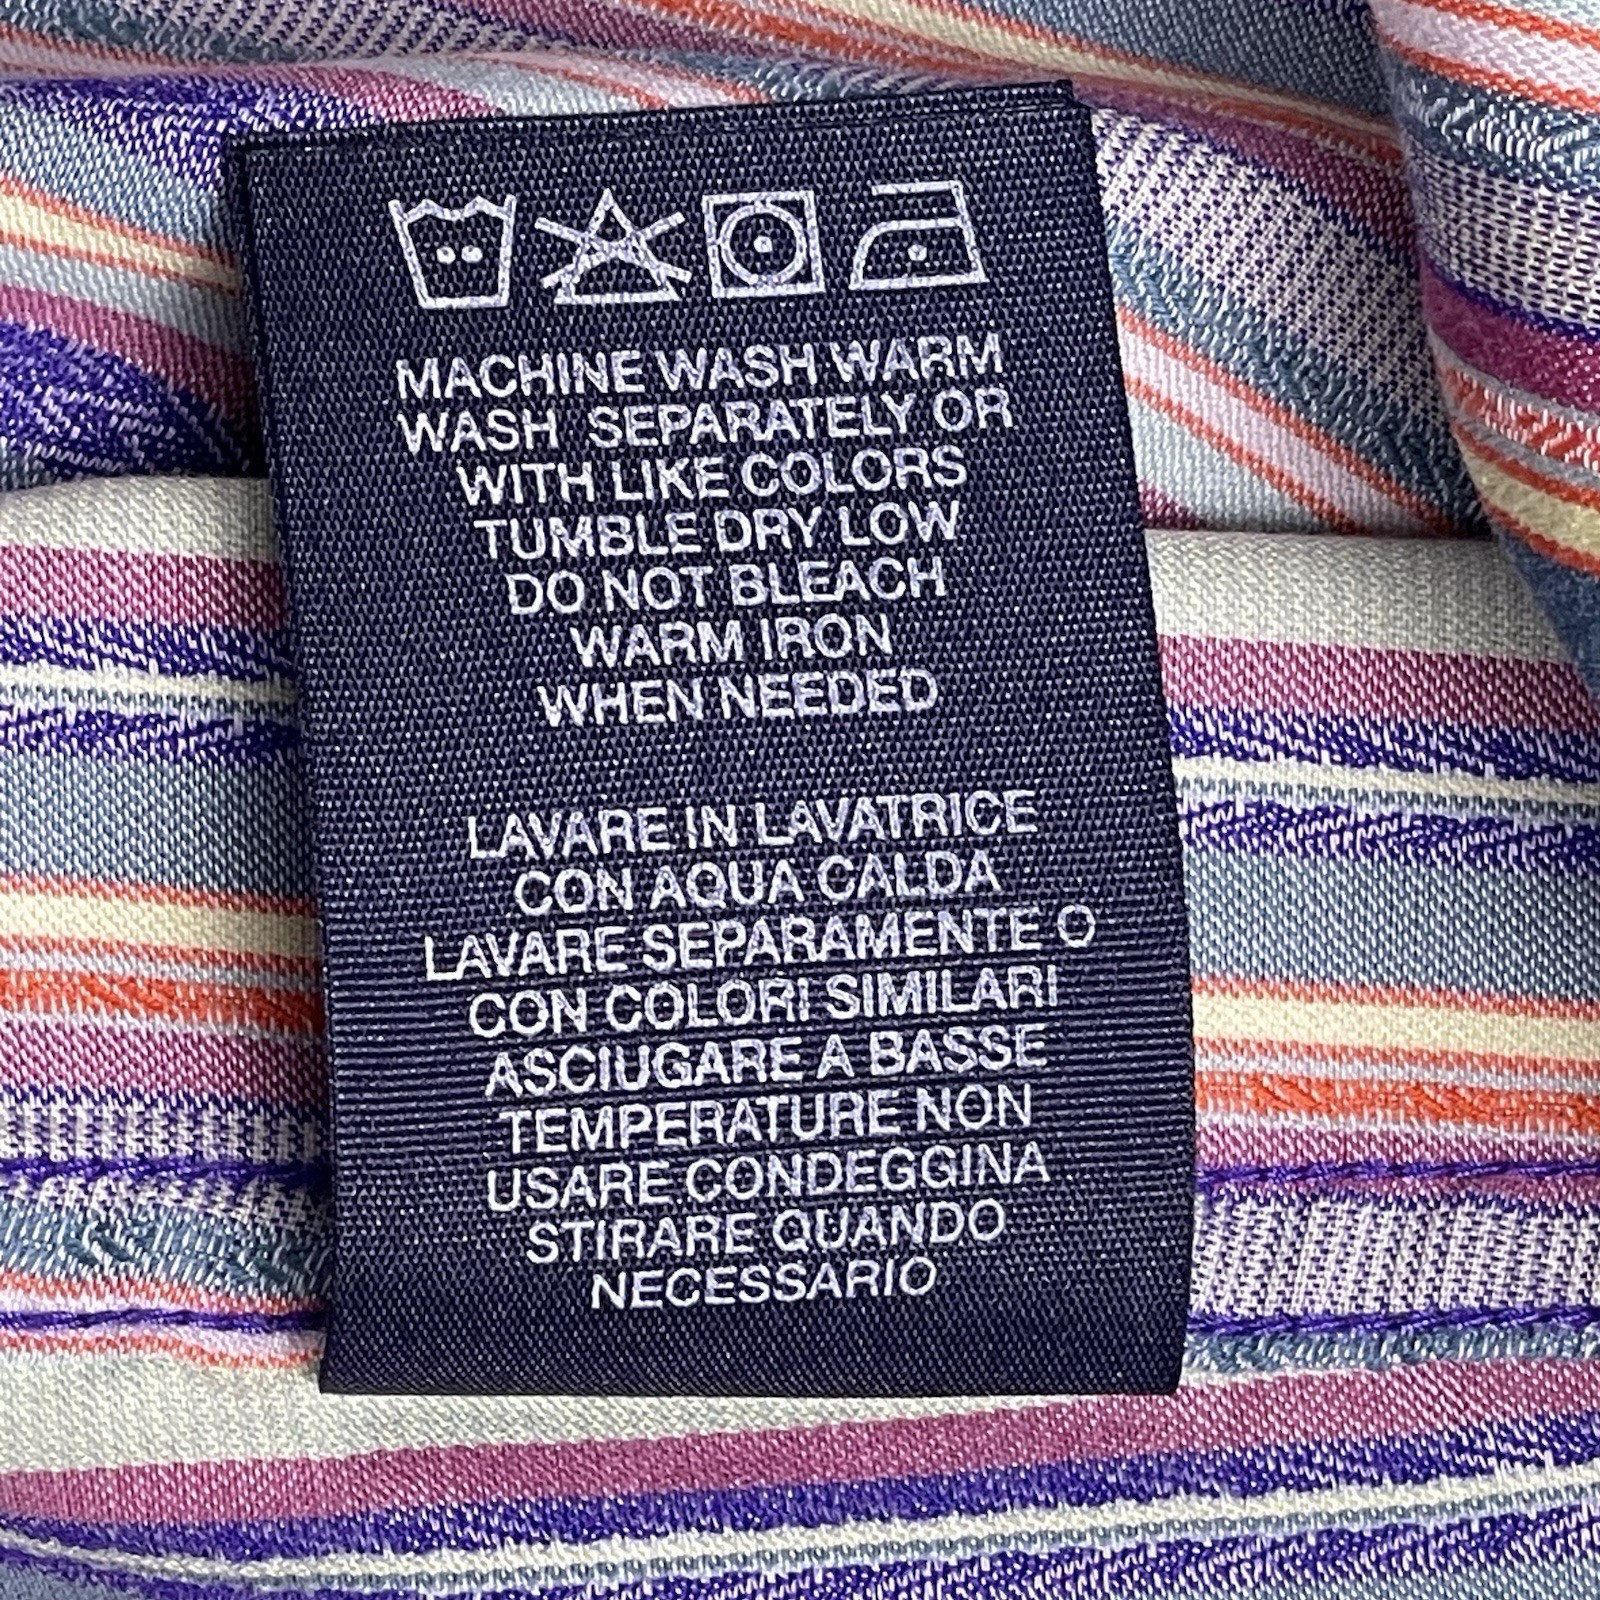 MACHINE WASH WARM
WASH SEPARATELY OR
WITH LIKE COLORS
TUMBLE DRY LOW
DO NOT BLEACH
WARM IRON
WHEN NEEDED
LAVARE IN LAVATRICE
CON AQUA CALDA
LAVARE SEPARAMENTE O
CON COLORI SIMILARI
ASCIUGARE A BASSE
TEMPERATURE NON
USARE CONDEGGINA
STIRARE QUANDO
NECESSARIO